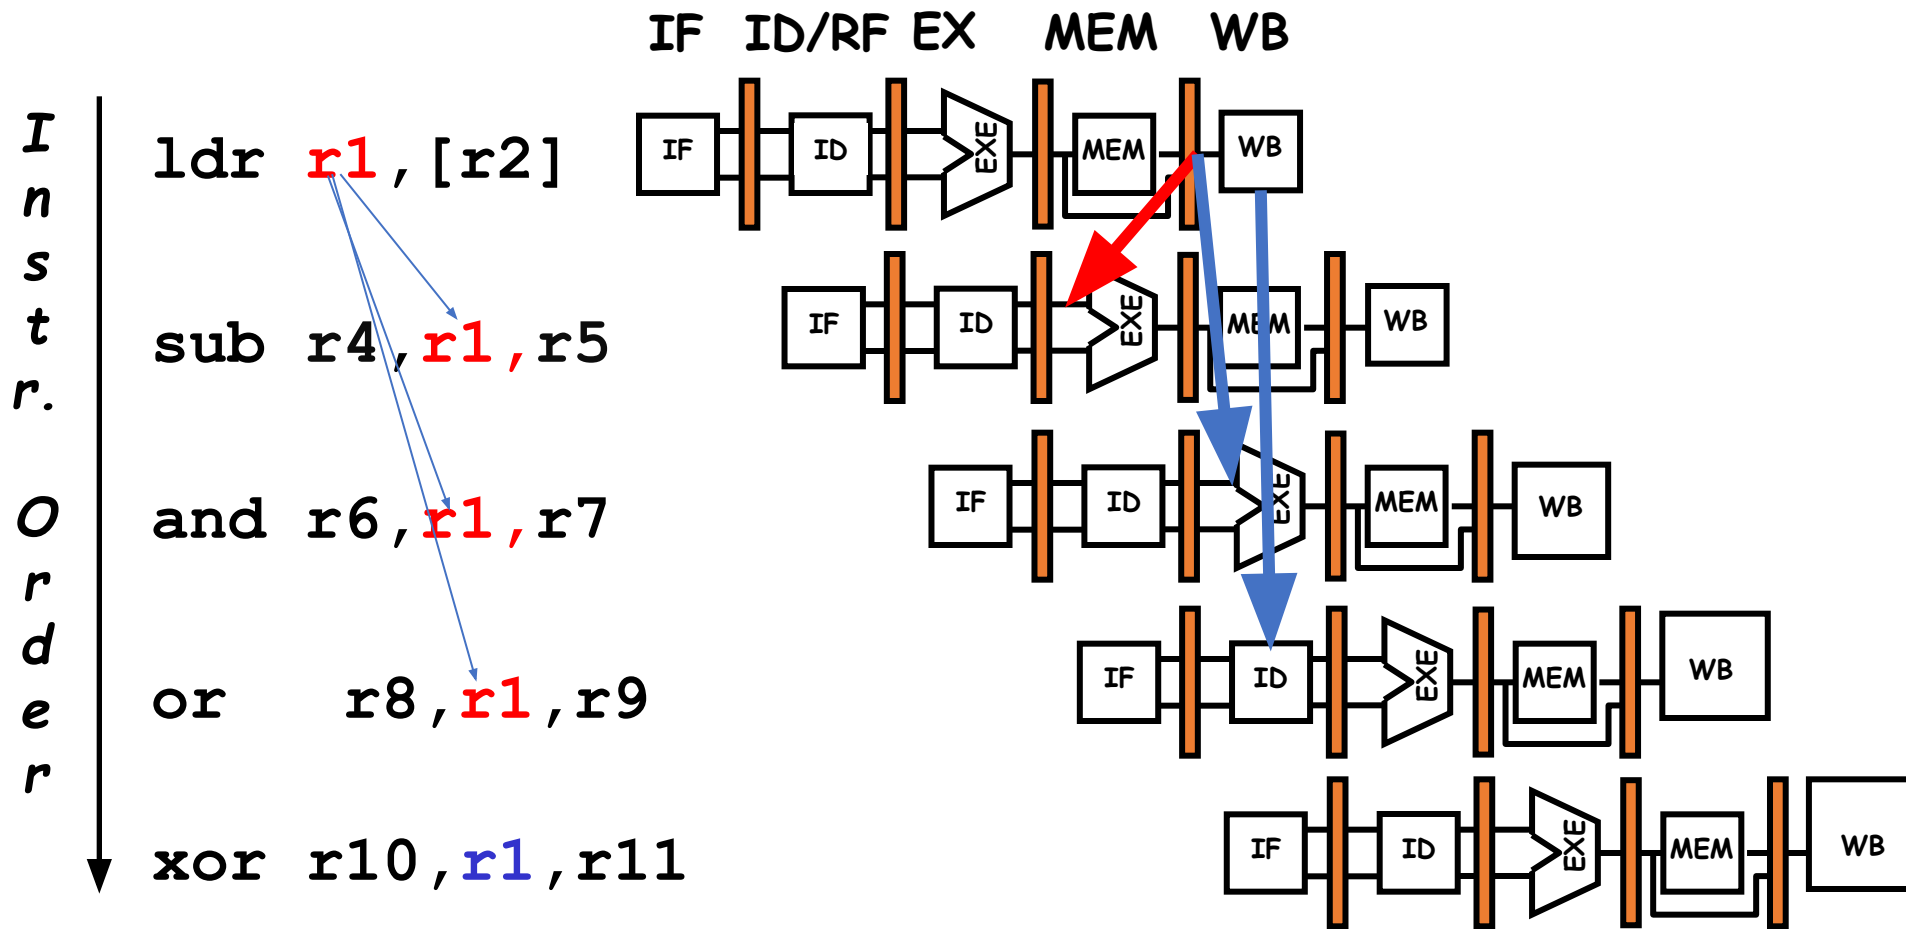 IF ID/RF EX MEM WB
Instr. Order
ldr r1,[r2]
IF ID EXE MEM WB
sub r4,r1,r5
IF ID EXE MEM WB
and r6,r1,r7
IF ID EXE MEM WB
or r8,r1,r9
IF ID EXE MEM WB
xor r10,r1,r11
IF ID EXE MEM WB